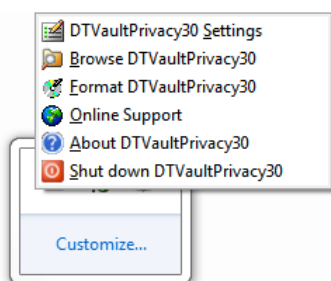 DTVaultPrivacy30 Settings
Browse DTVaultPrivacy30
Format DTVaultPrivacy30
Online Support
About DTVaultPrivacy30
Shut down DTVaultPrivacy30
Customize...